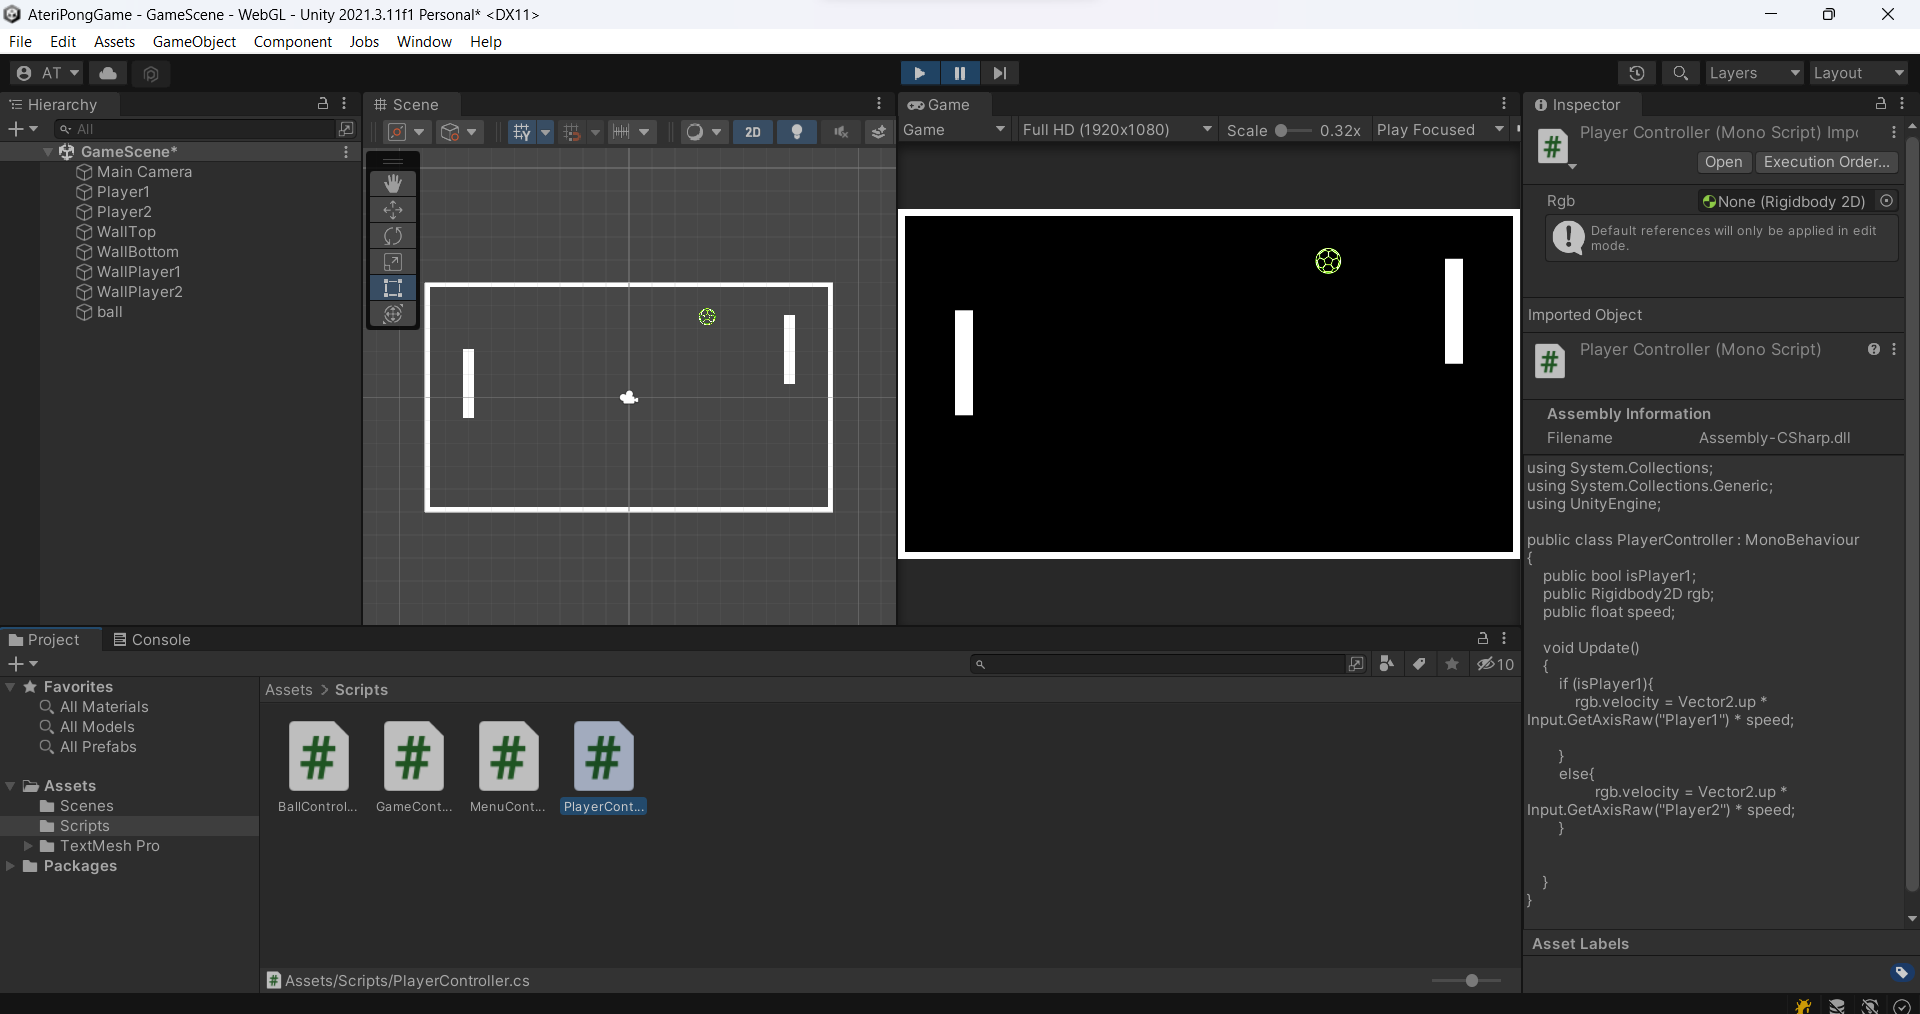 AteriPongGame - GameScene - WebGL - Unity 2021.3.11f1 Personal* <DX11>
File Edit Assets GameObject Component Jobs Window Help
AT
Layers
Layout
Hierarchy
All
GameScene*
Main Camera
Player1
Player2
WallTop
WallBottom
WallPlayer1
WallPlayer2
ball
Scene
2D
Game
Game
Full HD (1920x1080)
Scale 0.32x
Play Focused
Inspector
Player Controller (Mono Script) Impo
Open
Execution Order...
Rgb
None (Rigidbody 2D)
Default references will only be applied in edit
mode.
Imported Object
Player Controller (Mono Script)
Assembly Information
Filename Assembly-CSharp.dll
using System.Collections;
using System.Collections.Generic;
using UnityEngine;
public class PlayerController : MonoBehaviour
{
public bool isPlayer1;
public Rigidbody2D rgb;
public float speed;
void Update()
{
if (isPlayer1){
rgb.velocity = Vector2.up *
Input.GetAxisRaw("Player1") * speed;
}
else{
rgb.velocity = Vector2.up *
Input.GetAxisRaw("Player2") * speed;
}
}
}
Asset Labels
Project
Console
10
Favorites
All Materials
All Models
All Prefabs
Assets
Scenes
Scripts
TextMesh Pro
Packages
Assets > Scripts
# # # #
BallControl...
GameCont...
MenuCont...
PlayerCont...
Assets/Scripts/PlayerController.cs